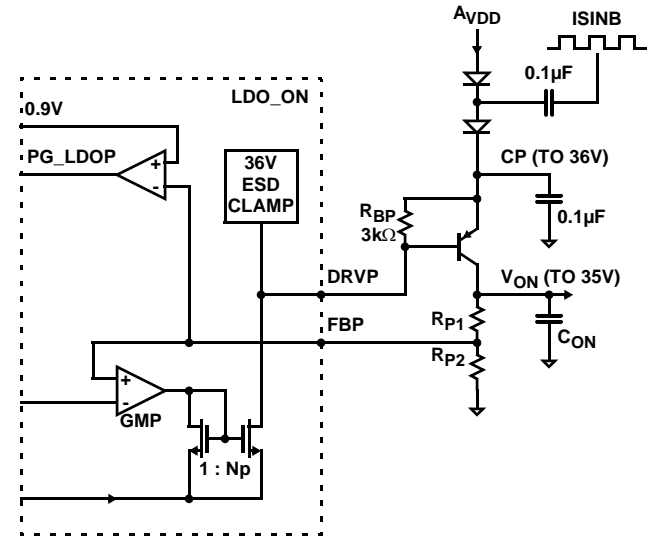 AVDD
ISINB
0.1µF
LDO_ON
0.9V
PG_LDOP
+
-
36V
ESD
CLAMP
CP (TO 36V)
RBP
3kΩ
0.1µF
DRVP
VON (TO 35V)
FBP
RP1
CON
RP2
+
-
GMP
1 : Np